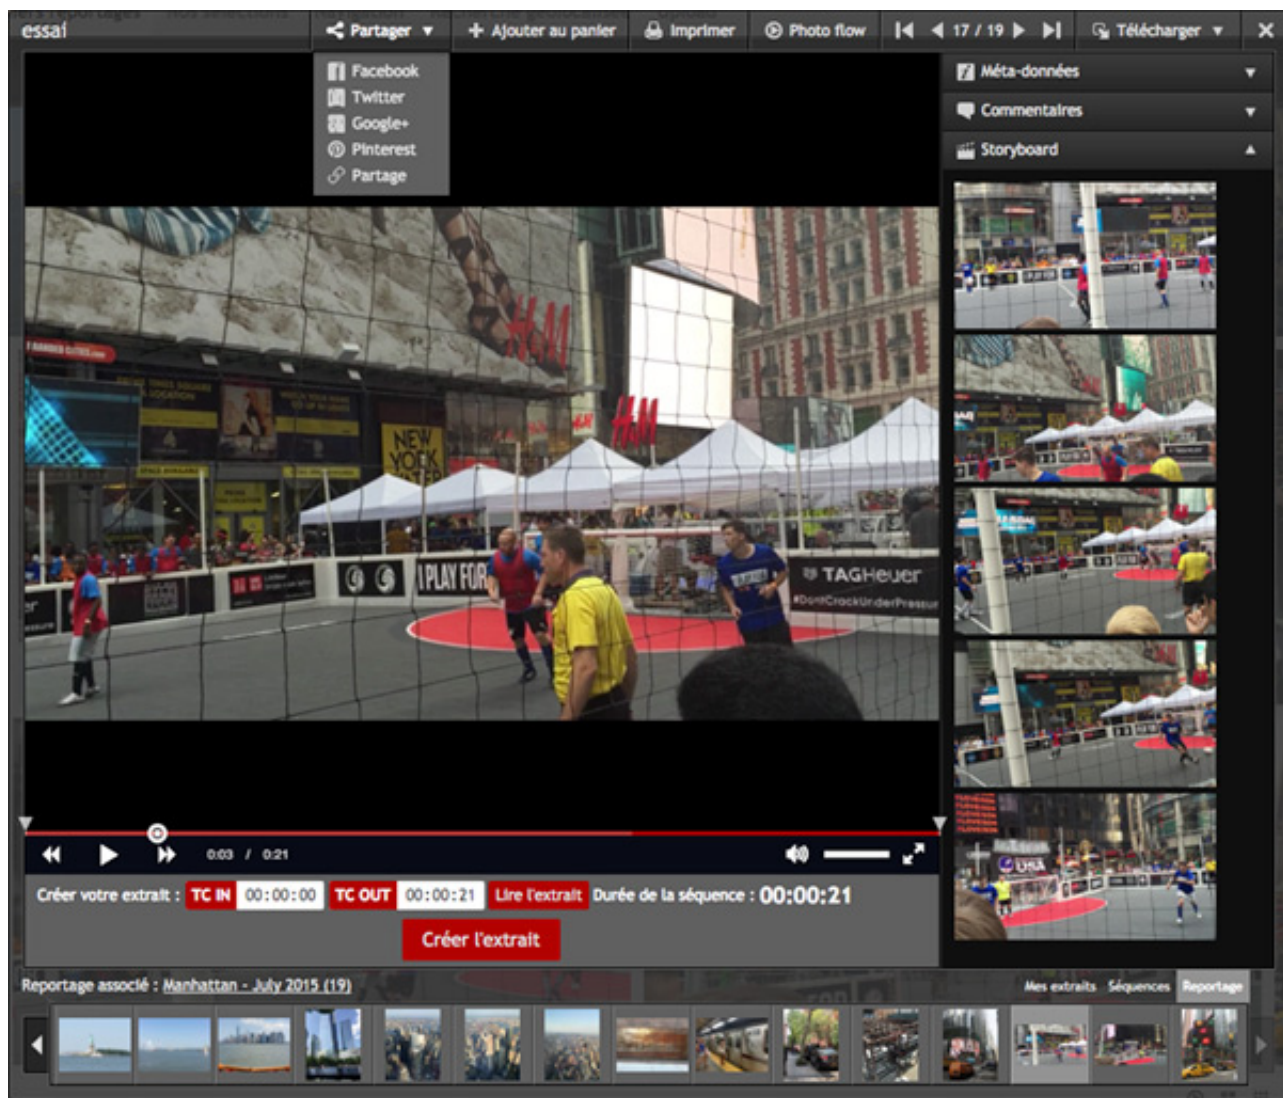 essai
Partager ▼
+ Ajouter au panier
Imprimer
Photo flow
17 / 19
Télécharger ▼
Facebook
Twitter
Google+
Pinterest
Partage
Méta-données
Commentaires
Storyboard
H&M
H&M
NEW
YORK
I PLAY FOR
TAGHeuer
#DontCrackUnderPressure
USA
0:03 / 0:21
Créer votre extrait : TC IN 00:00:00 TC OUT 00:00:21 Lire l'extrait Durée de la séquence : 00:00:21
Créer l'extrait
Reportage associé : Manhattan - July 2015 (19)
Mes extraits Séquences Reportage